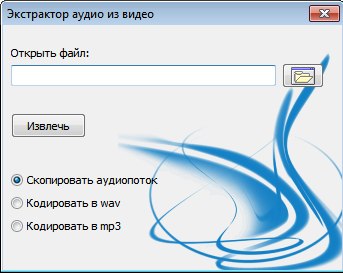 Экстрактор аудио из видео
Открыть файл:
Извлечь
Скопировать аудиопоток
Кодировать в wav
Кодировать в mp3